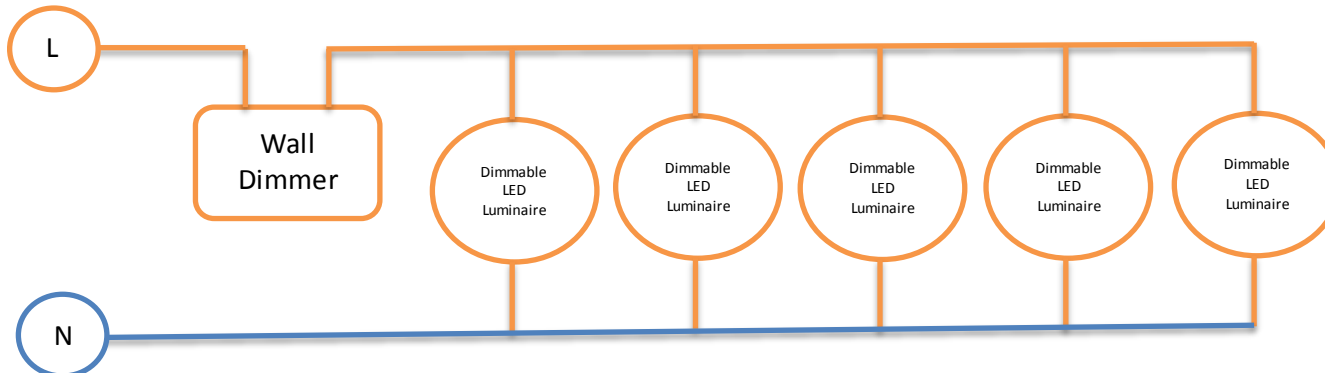 L
Wall
Dimmer
Dimmable
LED
Luminaire
Dimmable
LED
Luminaire
Dimmable
LED
Luminaire
Dimmable
LED
Luminaire
Dimmable
LED
Luminaire
N